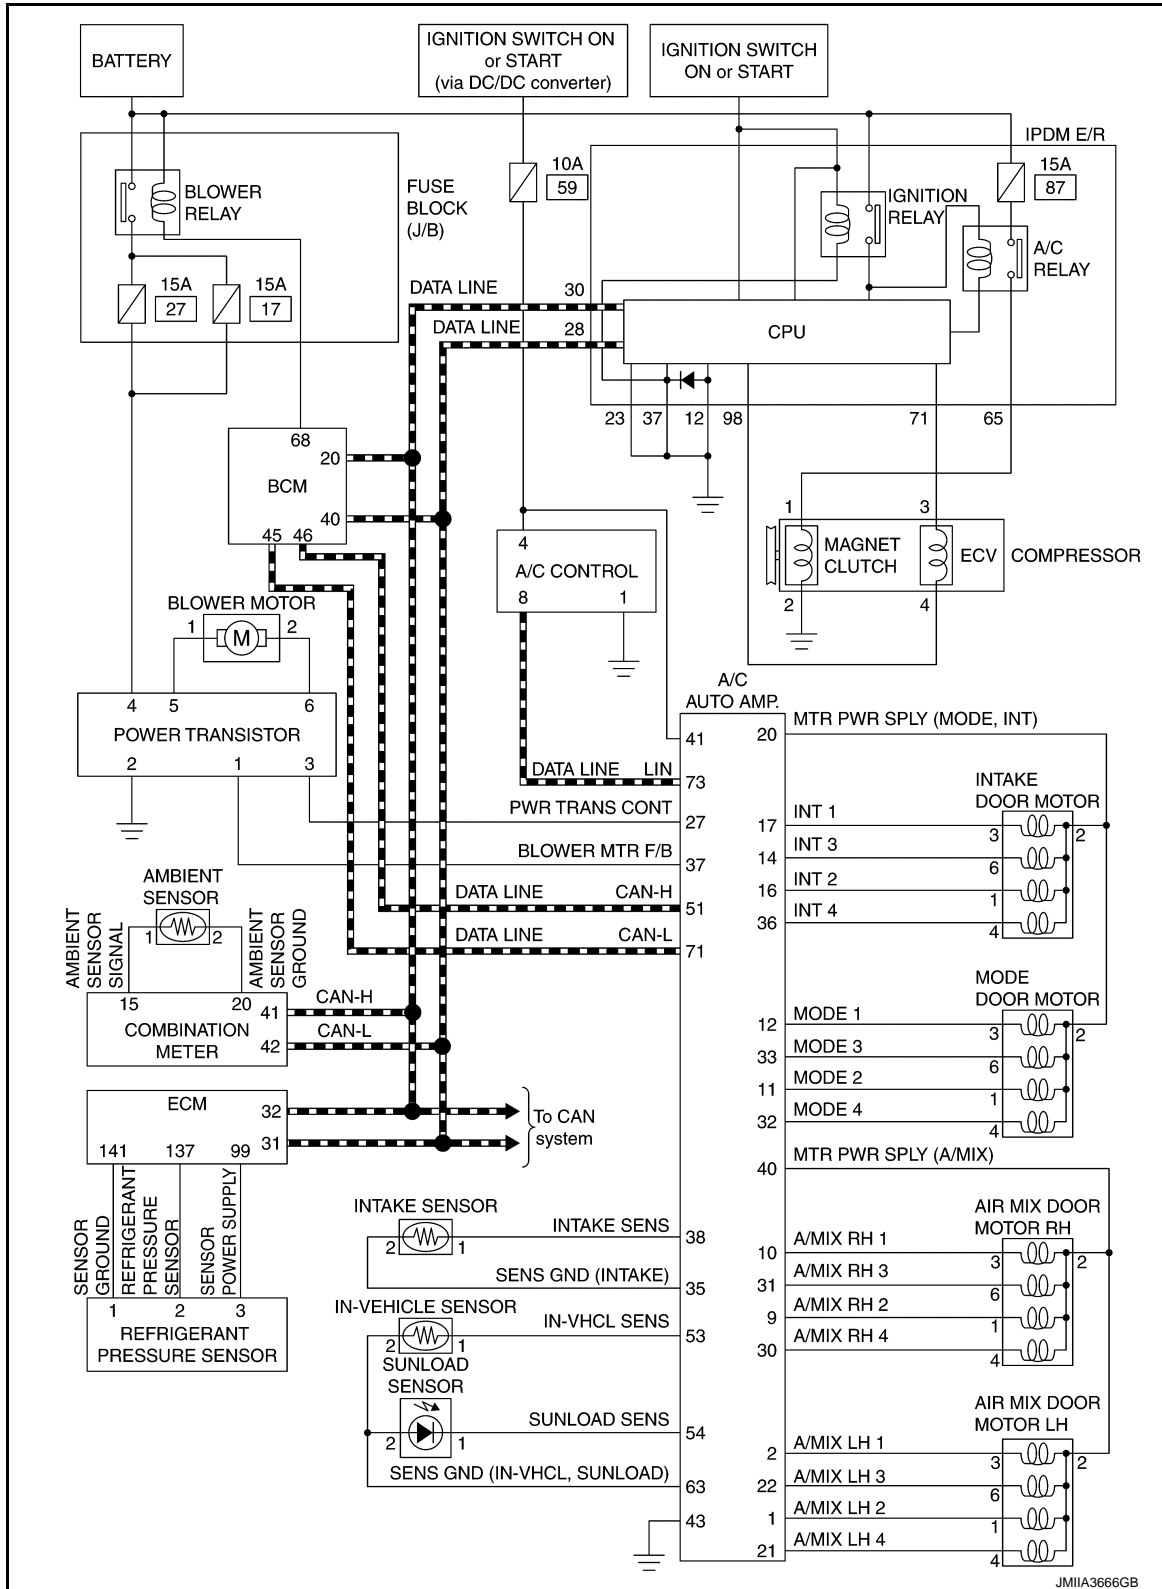 BATTERY
IGNITION SWITCH ON
or START
(via DC/DC converter)
IGNITION SWITCH
ON or START
IPDM E/R
BLOWER
RELAY
FUSE
BLOCK
(J/B)
10A
59
15A
87
IGNITION
RELAY
A/C
RELAY
15A
27
15A
17
DATA LINE 30
DATA LINE 28
CPU
23 37 12 98 71 65
68
20
BCM
40
45 46
4
A/C CONTROL
8 1
1 3
MAGNET
CLUTCH
ECV
COMPRESSOR
2 4
BLOWER MOTOR
1 M 2
4 5 6
POWER TRANSISTOR
2 1 3
A/C
AUTO AMP.
41
DATA LINE LIN 73
PWR TRANS CONT 27
BLOWER MTR F/B 37
DATA LINE CAN-H 51
DATA LINE CAN-L 71
20 MTR PWR SPLY (MODE, INT)
INTAKE
DOOR MOTOR
17 INT 1 3 2
14 INT 3 6
16 INT 2 1
36 INT 4 4
AMBIENT
SENSOR
1 2
AMBIENT
SENSOR
SIGNAL
AMBIENT
SENSOR
GROUND
15 20
COMBINATION
METER
41 CAN-H
42 CAN-L
MODE
DOOR MOTOR
12 MODE 1 3 2
33 MODE 3 6
11 MODE 2 1
32 MODE 4 4
ECM
32
31
141 137 99
To CAN
system
SENSOR
GROUND
REFRIGERANT
PRESSURE
SENSOR
SENSOR
POWER SUPPLY
1 2 3
REFRIGERANT
PRESSURE SENSOR
40 MTR PWR SPLY (A/MIX)
AIR MIX DOOR
MOTOR RH
10 A/MIX RH 1 3 2
31 A/MIX RH 3 6
9 A/MIX RH 2 1
30 A/MIX RH 4 4
INTAKE SENSOR
2 1
INTAKE SENS 38
SENS GND (INTAKE) 35
IN-VEHICLE SENSOR
2 1
IN-VHCL SENS 53
SUNLOAD
SENSOR
2 1
SUNLOAD SENS 54
SENS GND (IN-VHCL, SUNLOAD) 63
43
AIR MIX DOOR
MOTOR LH
2 A/MIX LH 1 3 2
22 A/MIX LH 3 6
1 A/MIX LH 2 1
21 A/MIX LH 4 4
JMIIA3666GB